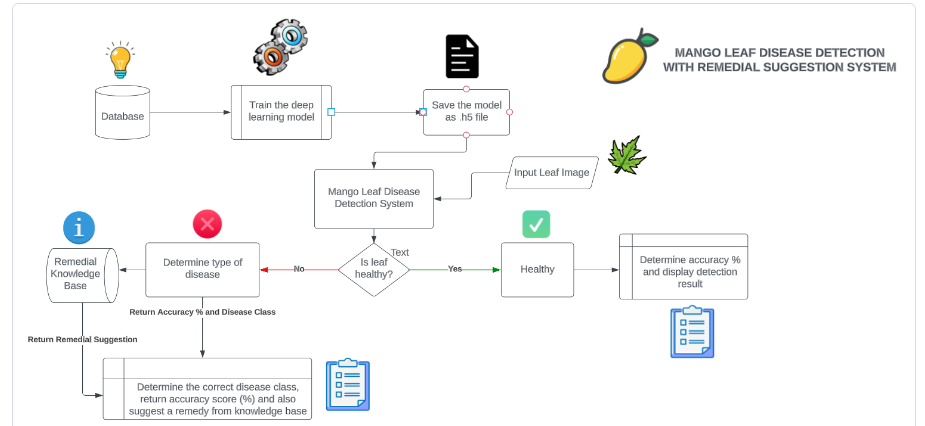 MANGO LEAF DISEASE DETECTION
WITH REMEDIAL SUGGESTION SYSTEM
Database
Train the deep
learning model
Save the model
as .h5 file
Mango Leaf Disease
Detection System
Input Leaf Image
Text
Is leaf
healthy?
No
Yes
Determine type of
disease
Remedial
Knowledge
Base
Healthy
Determine accuracy %
and display detection
result
Return Accuracy % and Disease Class
Return Remedial Suggestion
Determine the correct disease class,
return accuracy score (%) and also
suggest a remedy from knowledge base